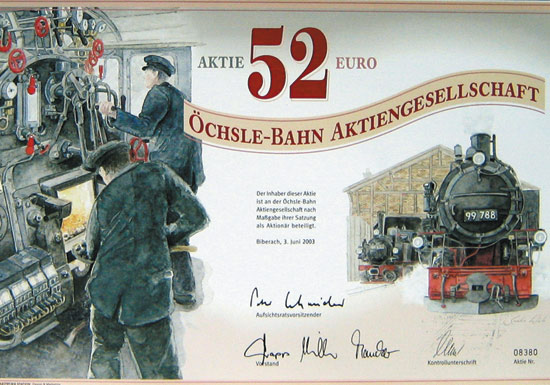 AKTIE 52 EURO
ÖCHSLE-BAHN AKTIENGESELLSCHAFT
Der Inhaber dieser Aktie
ist an der Öchsle-Bahn
Aktiengesellschaft nach
Maßgabe ihrer Satzung
als Aktionär beteiligt.
Biberach, 3. Juni 2003
99 788
Aufsichtsratsvorsitzender
Vorstand
Kontrollunterschrift
08380
Aktie Nr.